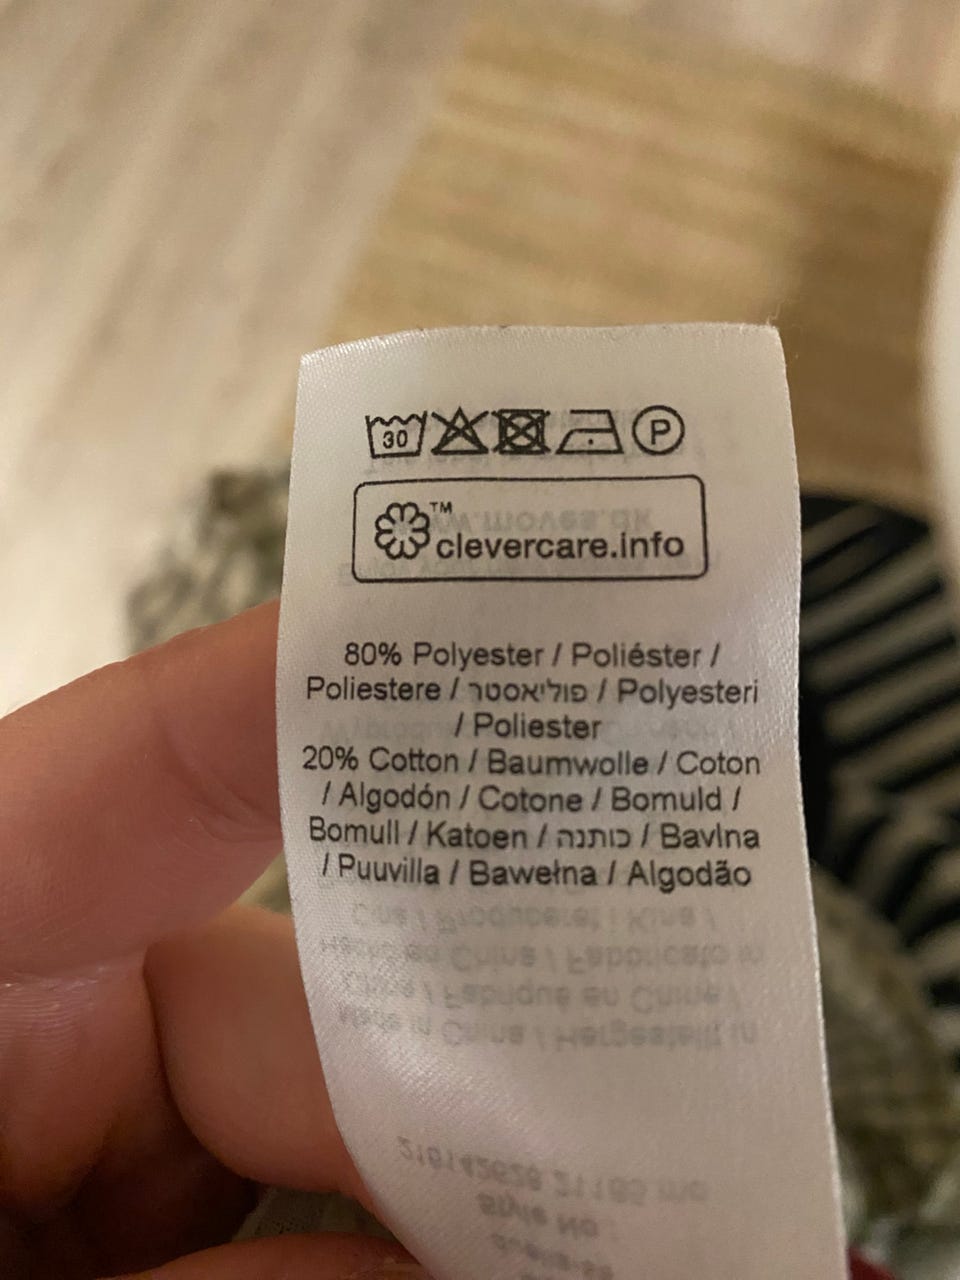 30 P
™
clevercare.info
80% Polyester / Poliéster /
Poliestere / פוליאסטר / Polyesteri
/ Poliester
20% Cotton / Baumwolle / Coton
/ Algodón / Cotone / Bomuld /
Bomull / Katoen / כותנה / Bavlna
/ Puuvilla / Bawełna / Algodão